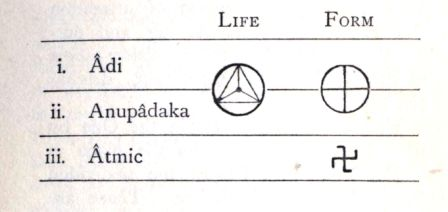 LIFE FORM
i. Âdi
ii. Anupâdaka
iii. Âtmic